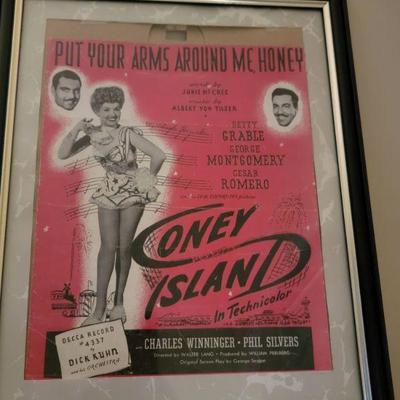 PUT YOUR ARMS AROUND ME, HONEY
words by
JUNIE McCREE
music by
ALBERT VON TILZER
BETTY
GRABLE
GEORGE
MONTGOMERY
CESAR
ROMERO
CONEY
ISLAND
In Technicolor
DECCA RECORD
#4337
by
DICK KUHN
and his ORCHESTRA
CHARLES WINNINGER • PHIL SILVERS
Directed by WALTER LANG • Produced by WILLIAM PERLBERG
Original Screen Play by George Seaton